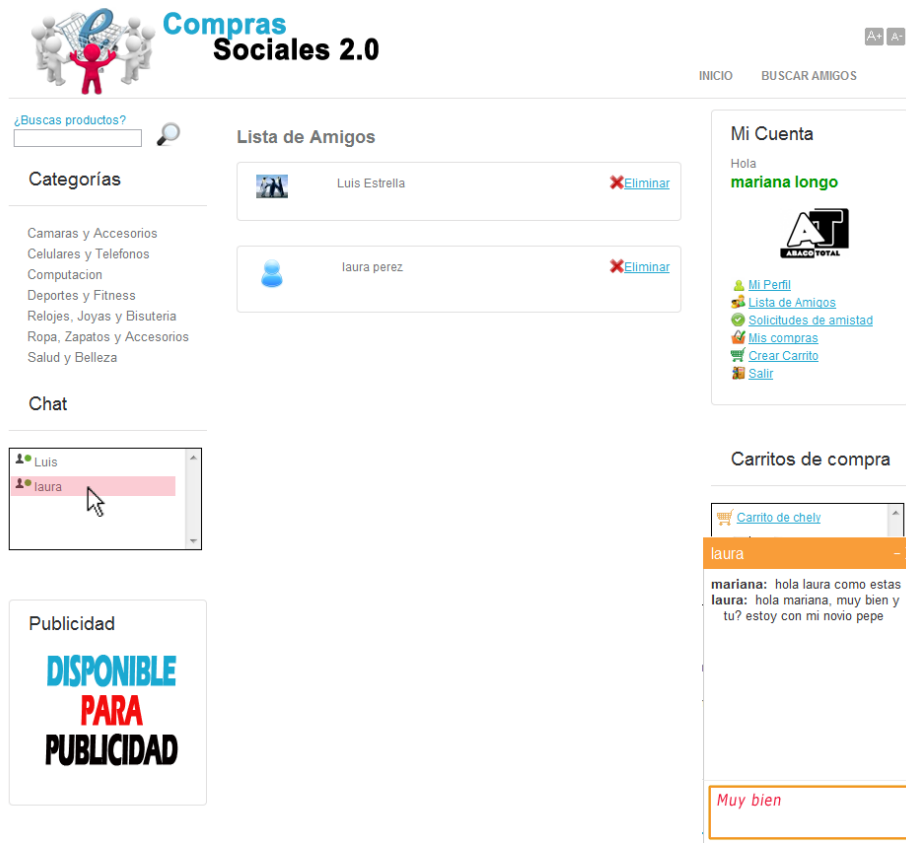 Compras
Sociales 2.0
A+ A-
INICIO BUSCAR AMIGOS
¿Buscas productos?
Categorías
Camaras y Accesorios
Celulares y Telefonos
Computacion
Deportes y Fitness
Relojes, Joyas y Bisuteria
Ropa, Zapatos y Accesorios
Salud y Belleza
Chat
Luis
laura
Publicidad
DISPONIBLE
PARA
PUBLICIDAD
Lista de Amigos
Luis Estrella
Eliminar
laura perez
Eliminar
Mi Cuenta
Hola
mariana longo
AT
ABACO TOTAL
Mi Perfil
Lista de Amigos
Solicitudes de amistad
Mis compras
Crear Carrito
Salir
Carritos de compra
Carrito de chely
laura –
mariana: hola laura como estas
laura: hola mariana, muy bien y
tu? estoy con mi novio pepe
Muy bien